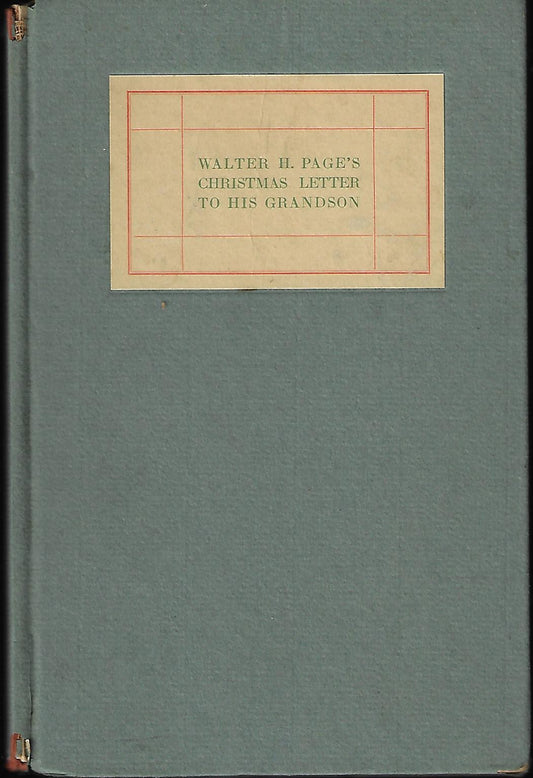 WALTER H. PAGE'S
CHRISTMAS LETTER
TO HIS GRANDSON